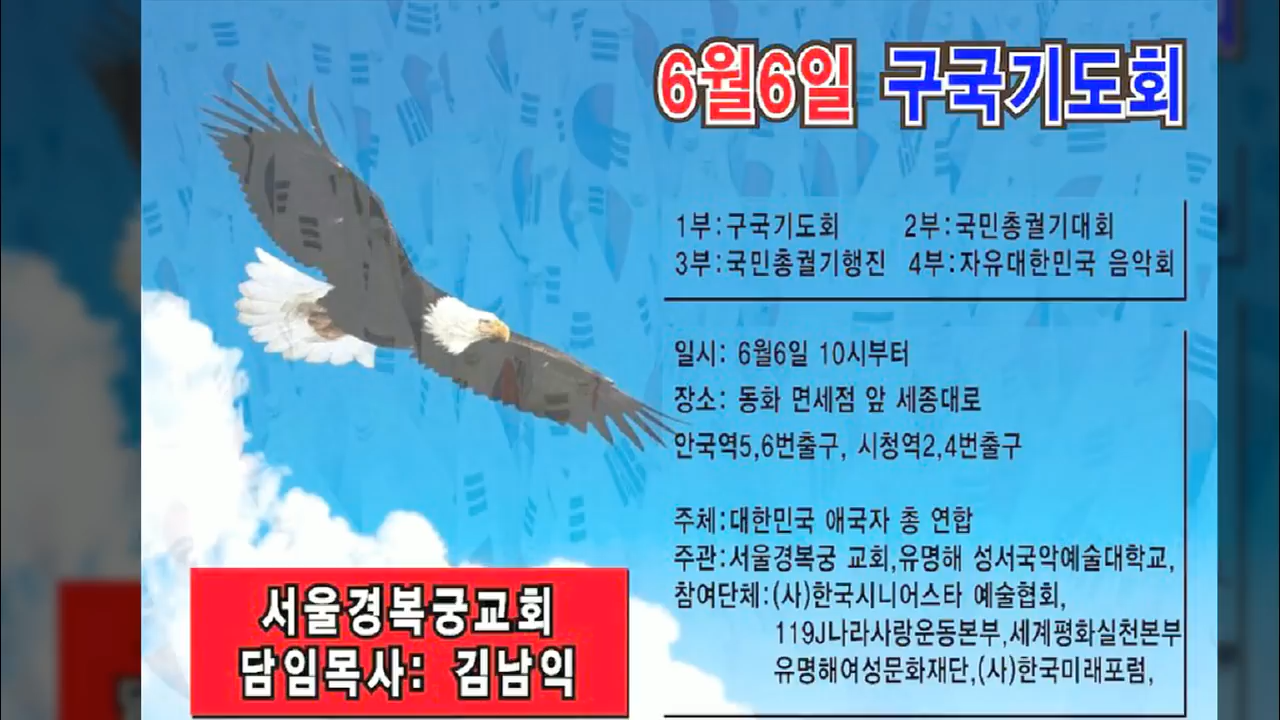 6월6일 구국기도회
1부:구국기도회 2부:국민총궐기대회
3부:국민총궐기행진 4부:자유대한민국 음악회
일시: 6월6일 10시부터
장소: 동화 면세점 앞 세종대로
안국역5,6번출구, 시청역2,4번출구
주체:대한민국 애국자 총 연합
주관:서울경복궁 교회,유명해 성서국악예술대학교,
참여단체:(사)한국시니어스타 예술협회,
119J나라사랑운동본부,세계평화실천본부
유명해여성문화재단,(사)한국미래포럼,
서울경복궁교회
담임목사: 김남익